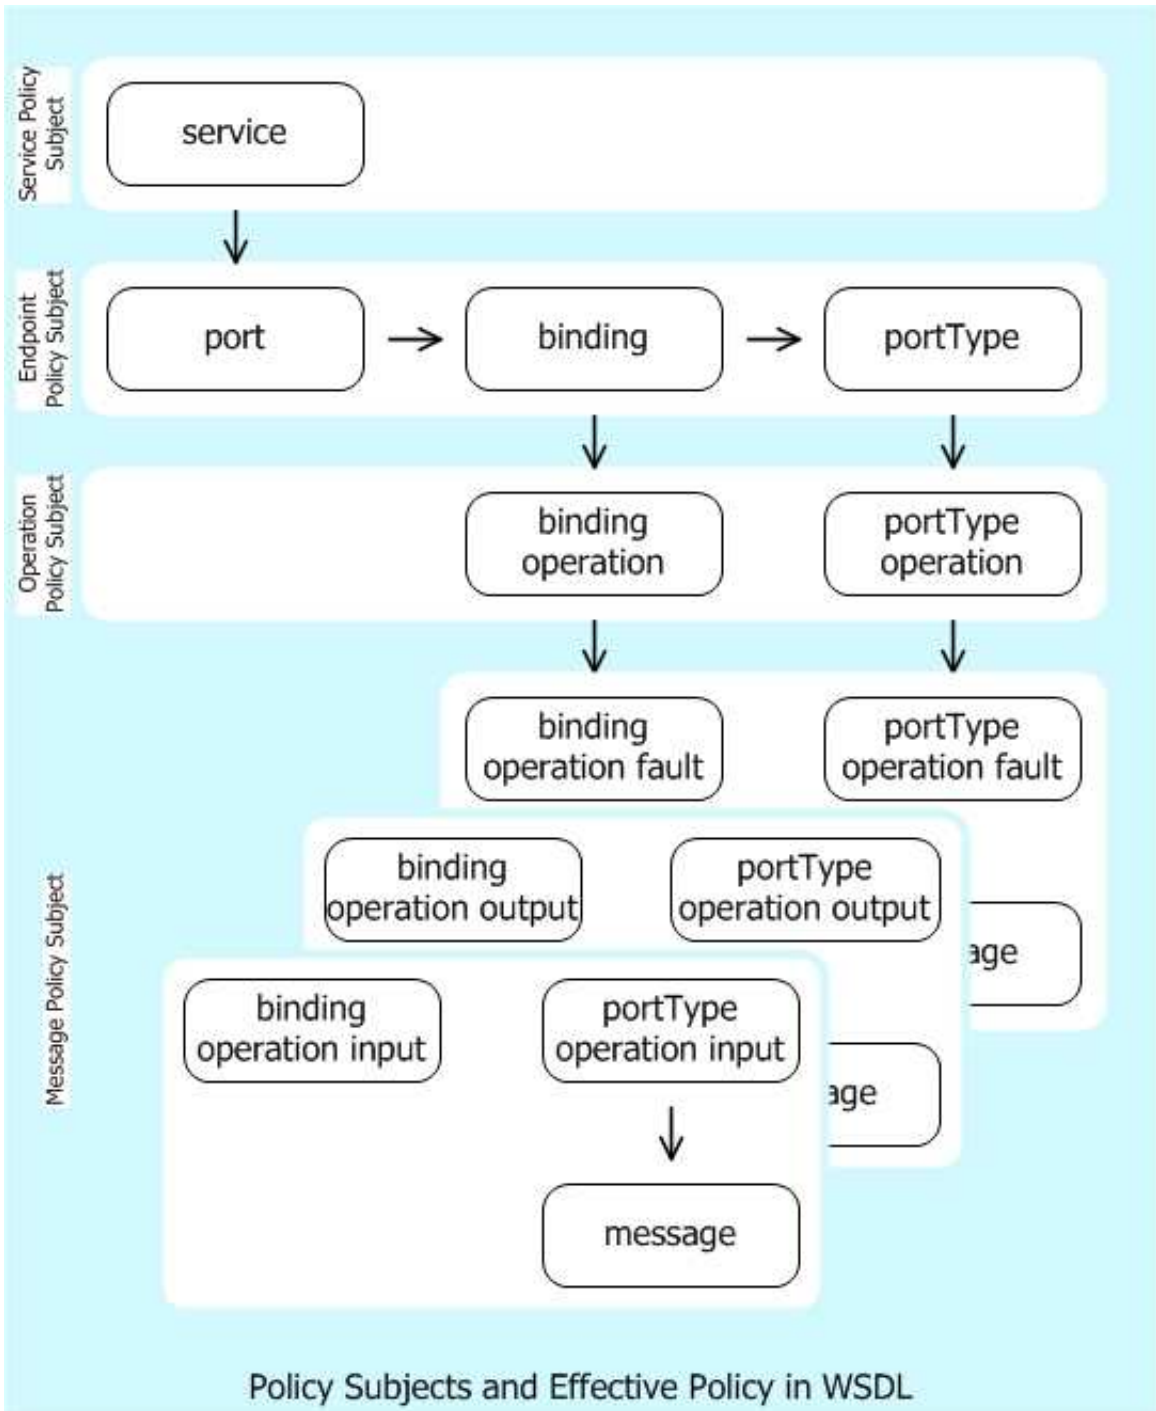 Service Policy
Subject
service
Endpoint
Policy Subject
port
binding
portType
Operation
Policy Subject
binding
operation
portType
operation
Message Policy Subject
binding
operation fault
portType
operation fault
binding
operation output
portType
operation output
age
binding
operation input
portType
operation input
age
message
Policy Subjects and Effective Policy in WSDL